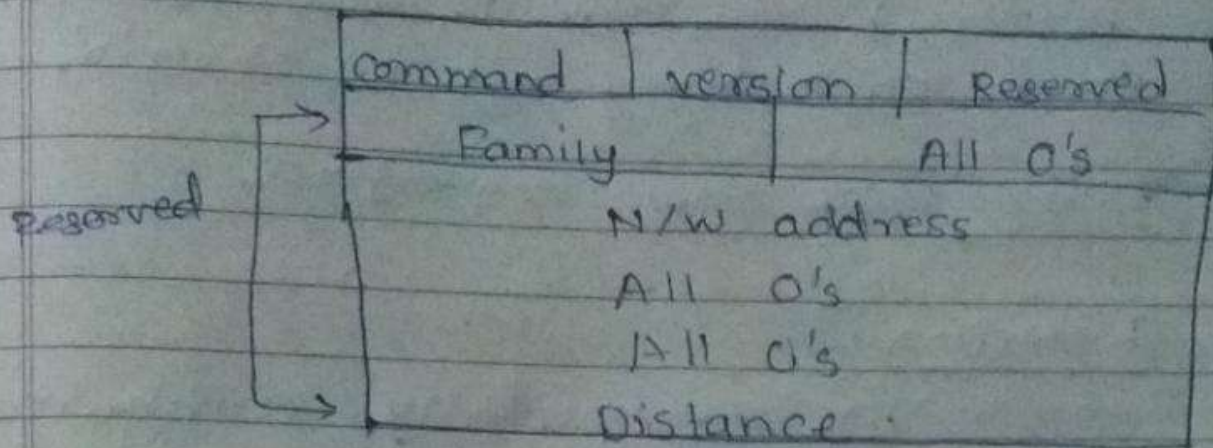 Command version Reserved
Family All 0's
Reserved
N/W address
All 0's
All 0's
Distance